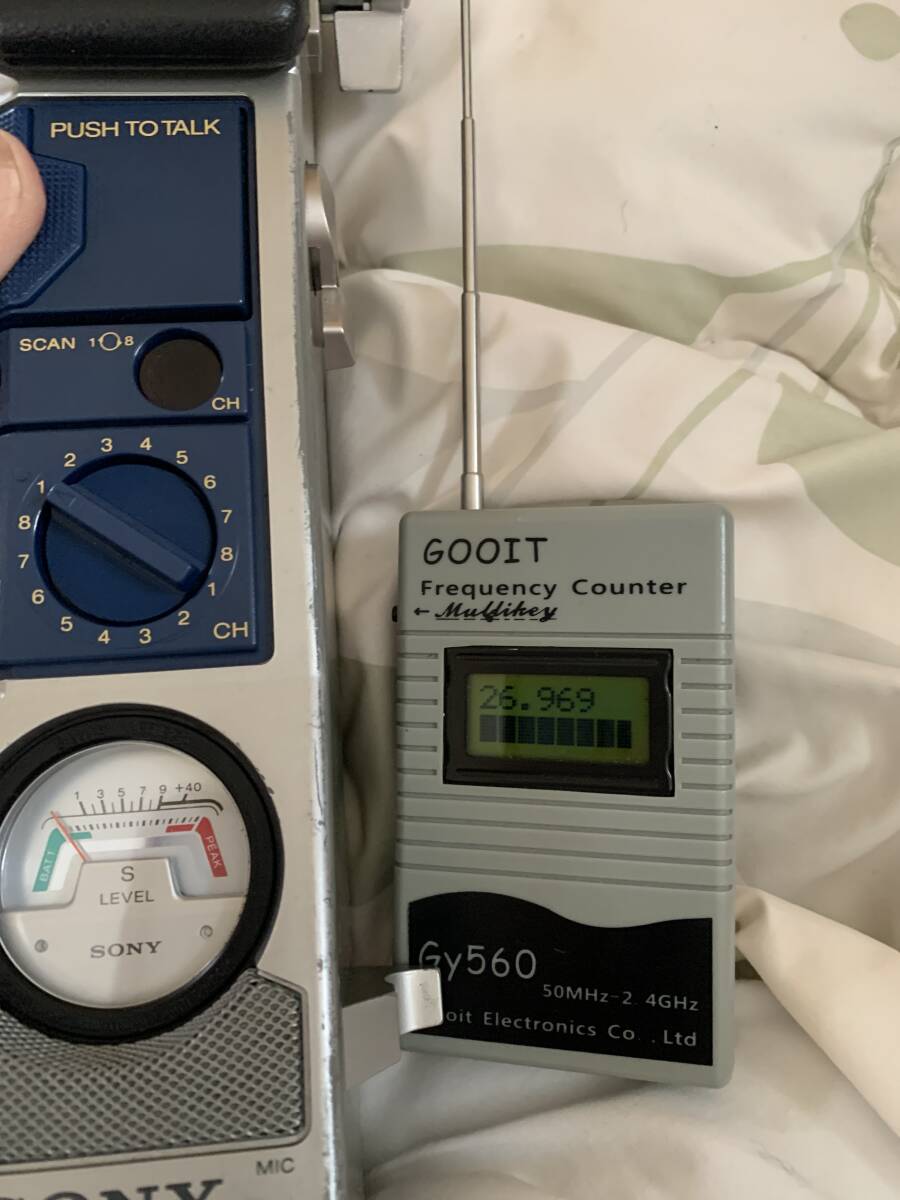 PUSH TO TALK
SCAN 1 8
CH
1 2 3 4 5 6 7 8 1 2 3 4 5 6 7 8
CH
1 3 5 7 9 +40
BATT
PEAK
S
LEVEL
SONY
MIC
SONY
GOOIT
Frequency Counter
←
26.969
Gy560
50MHz-2.4GHz
oit Electronics Co.,Ltd